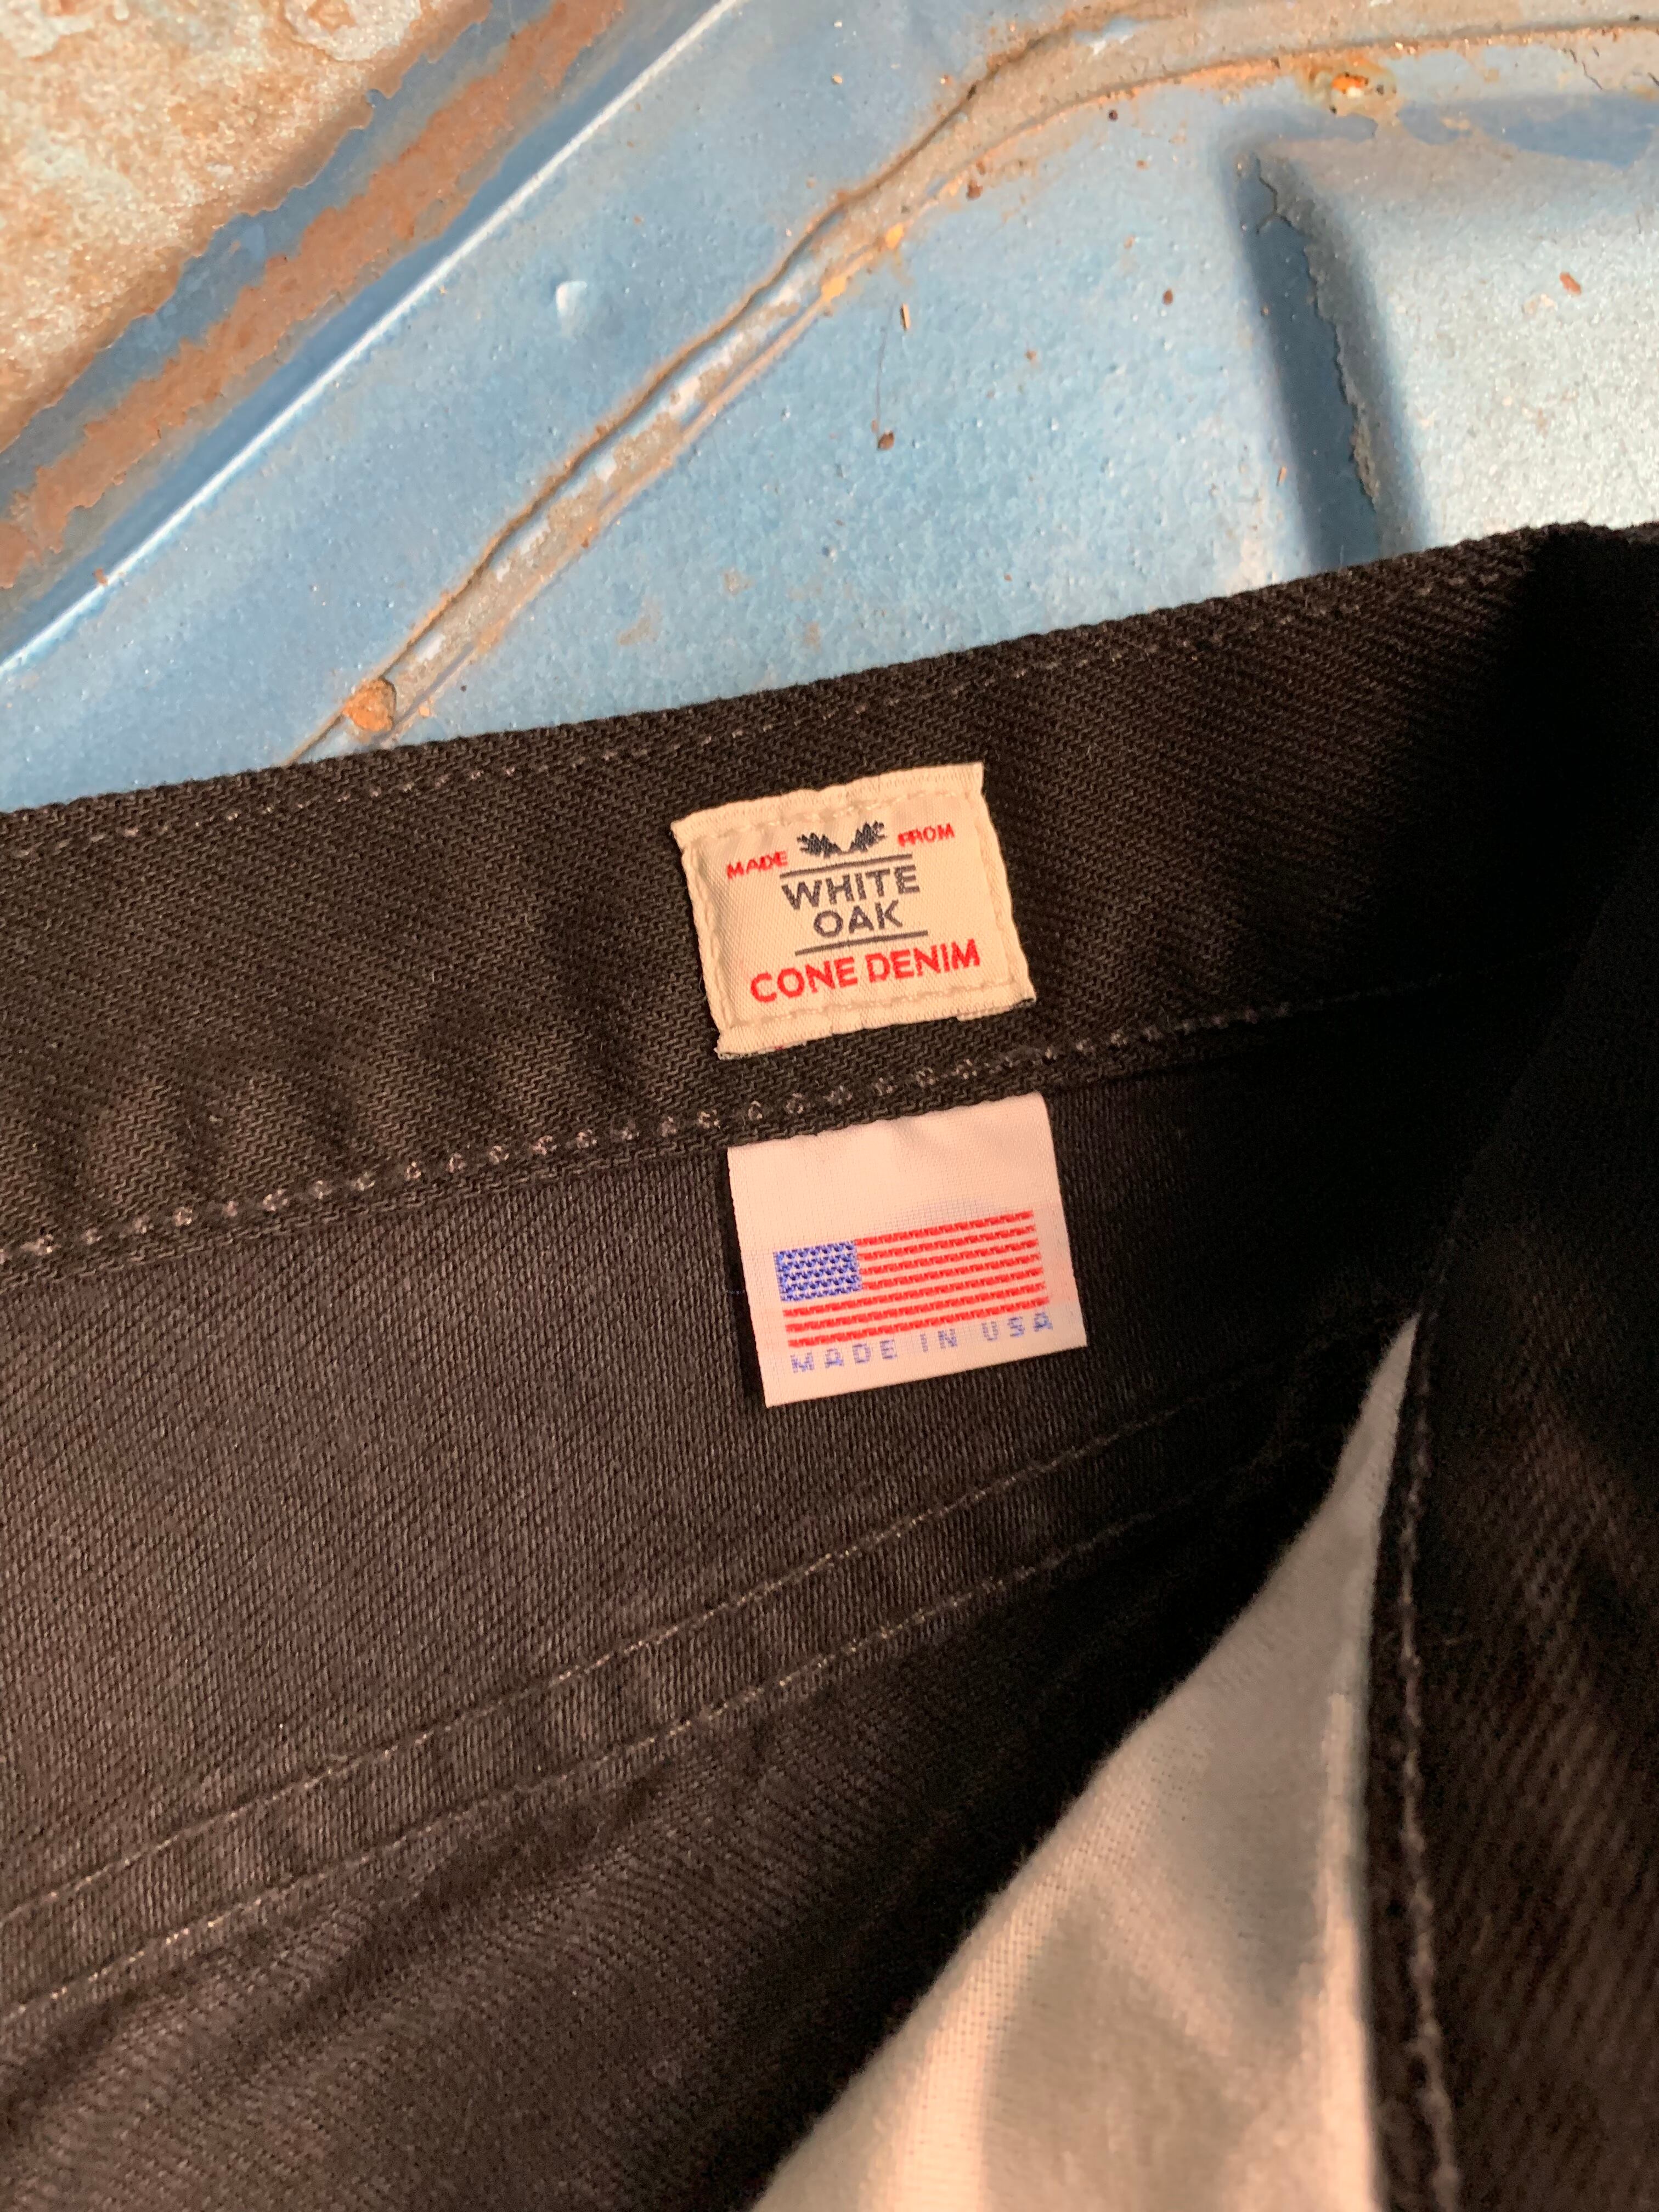 MADE FROM
WHITE
OAK
CONE DENIM
MADE IN USA